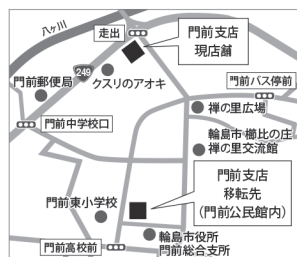 八ケ川
走出
門前支店
現店舗
249
クスリのアオキ
門前郵便局
門前バス停前
禅の里広場
門前中学校口
輪島市・櫛比の庄
禅の里交流館
門前支店
移転先
(門前公民館内)
門前東小学校
門前高校前
輪島市役所
門前総合支所